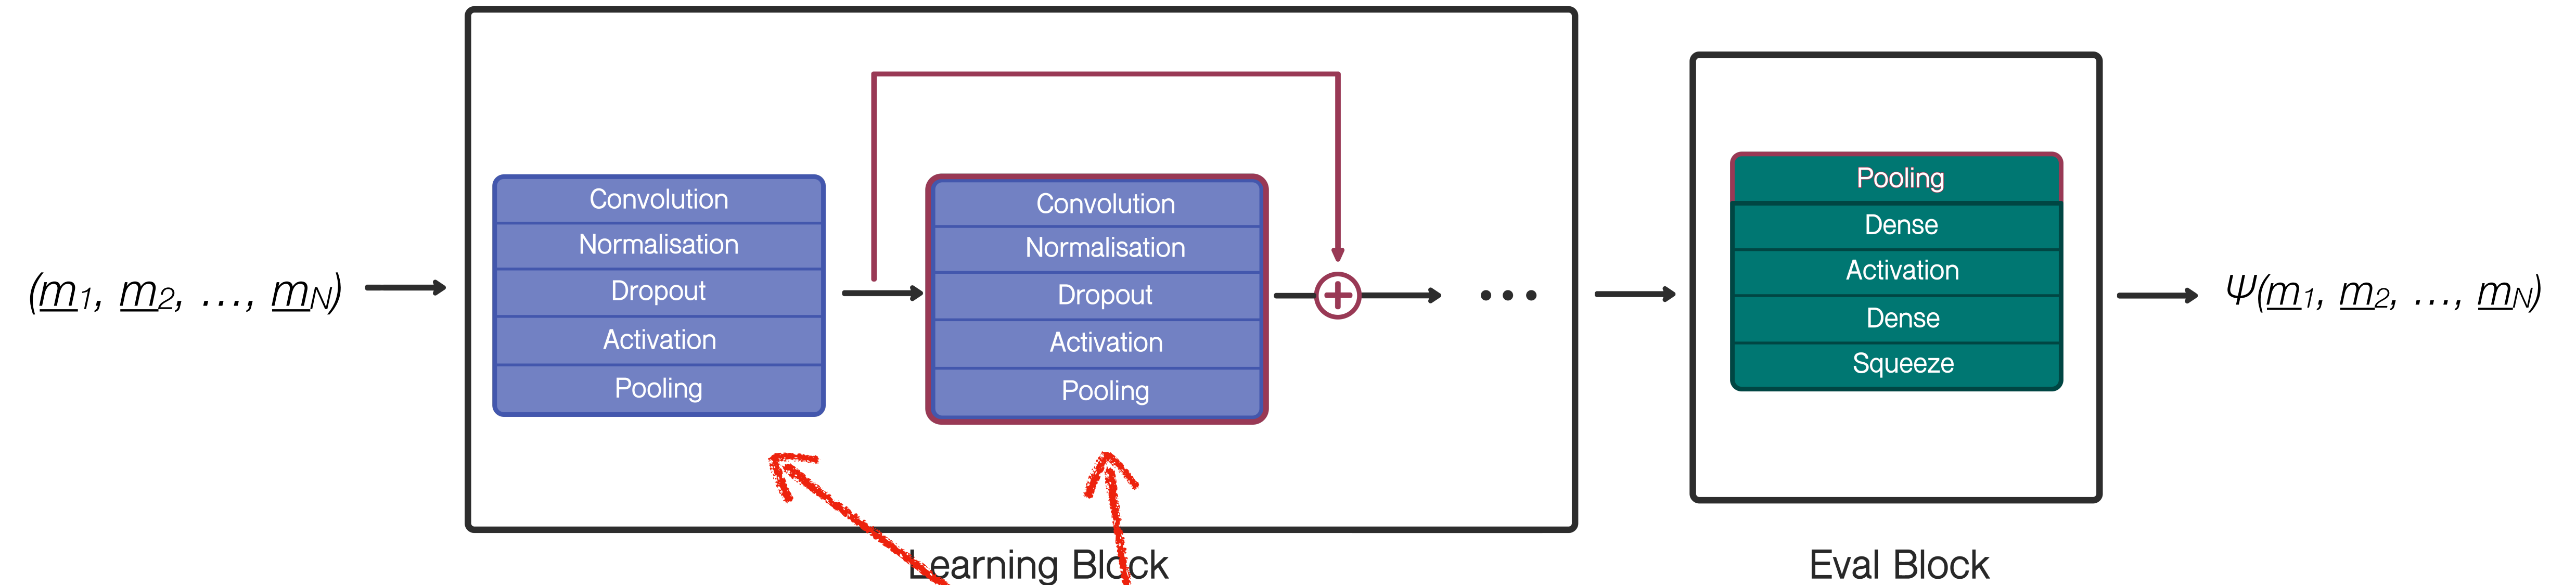 (m1, m2, ..., mN)
Convolution
Normalisation
Dropout
Activation
Pooling
Convolution
Normalisation
Dropout
Activation
Pooling
...
Learning Block
Pooling
Dense
Activation
Dense
Squeeze
Eval Block
Ψ(m1, m2, ..., mN)